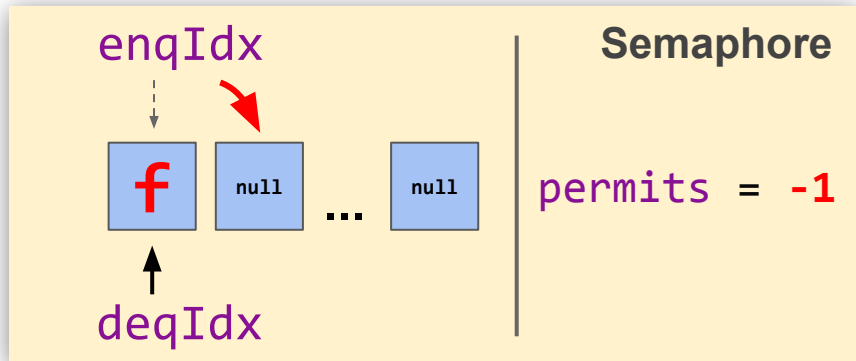 enqIdx
Semaphore
f
null
...
null
permits = -1
deqIdx